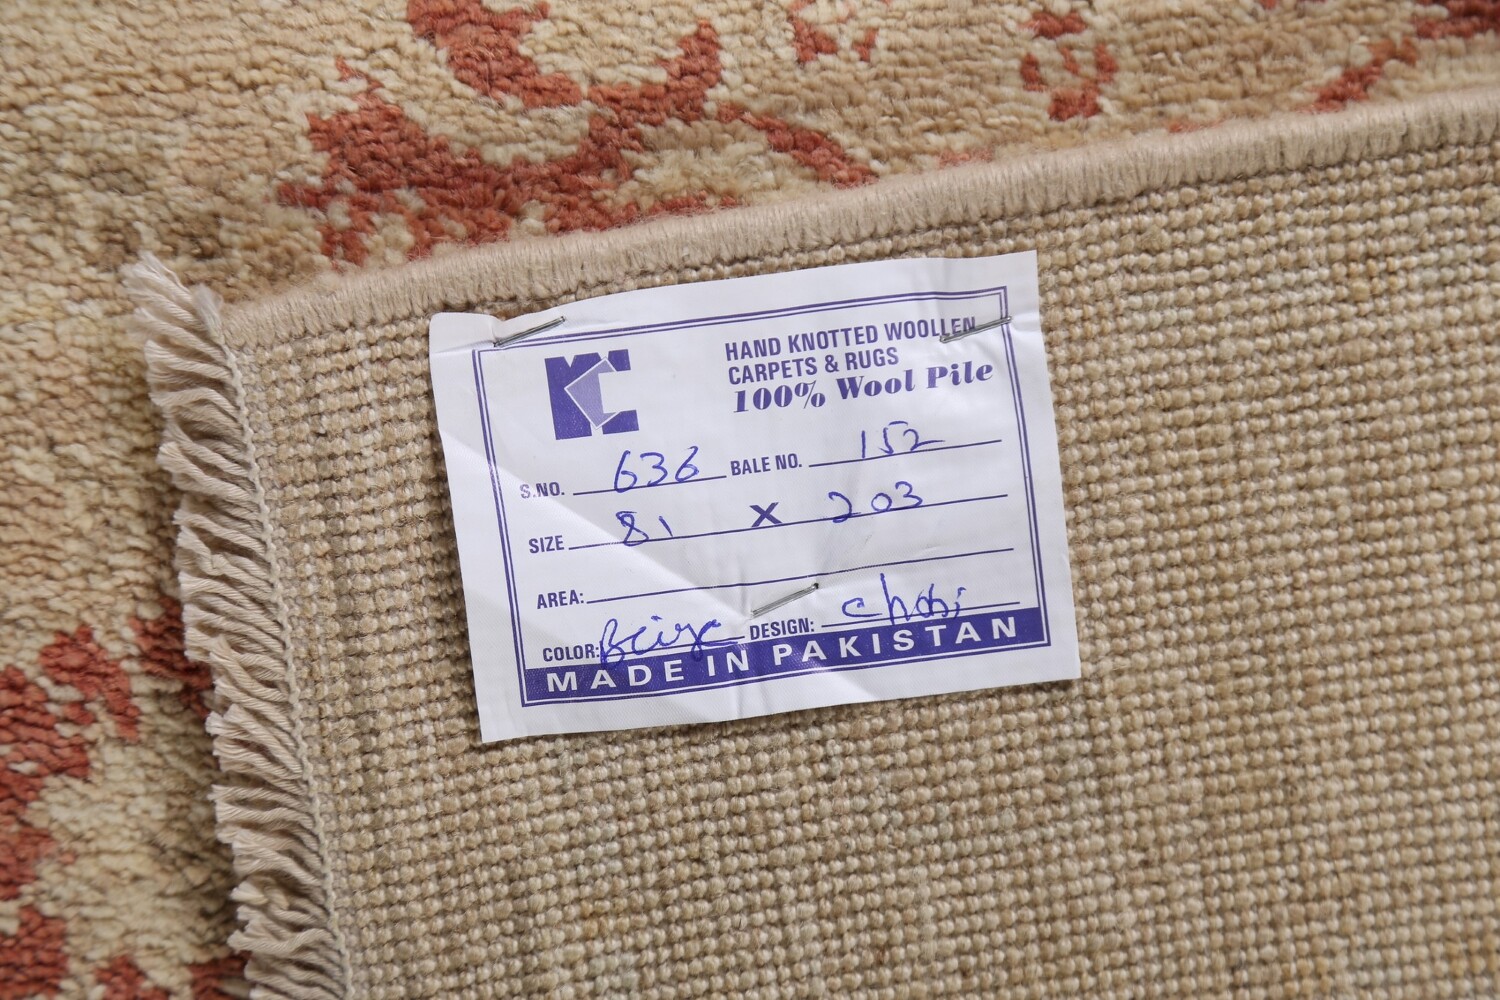 HAND KNOTTED WOOLLEN
CARPETS & RUGS
100% Wool Pile
S.NO. 636 BALE NO. 152
SIZE 81 X 203
AREA:
COLOR: Beige DESIGN: chobi
MADE IN PAKISTAN